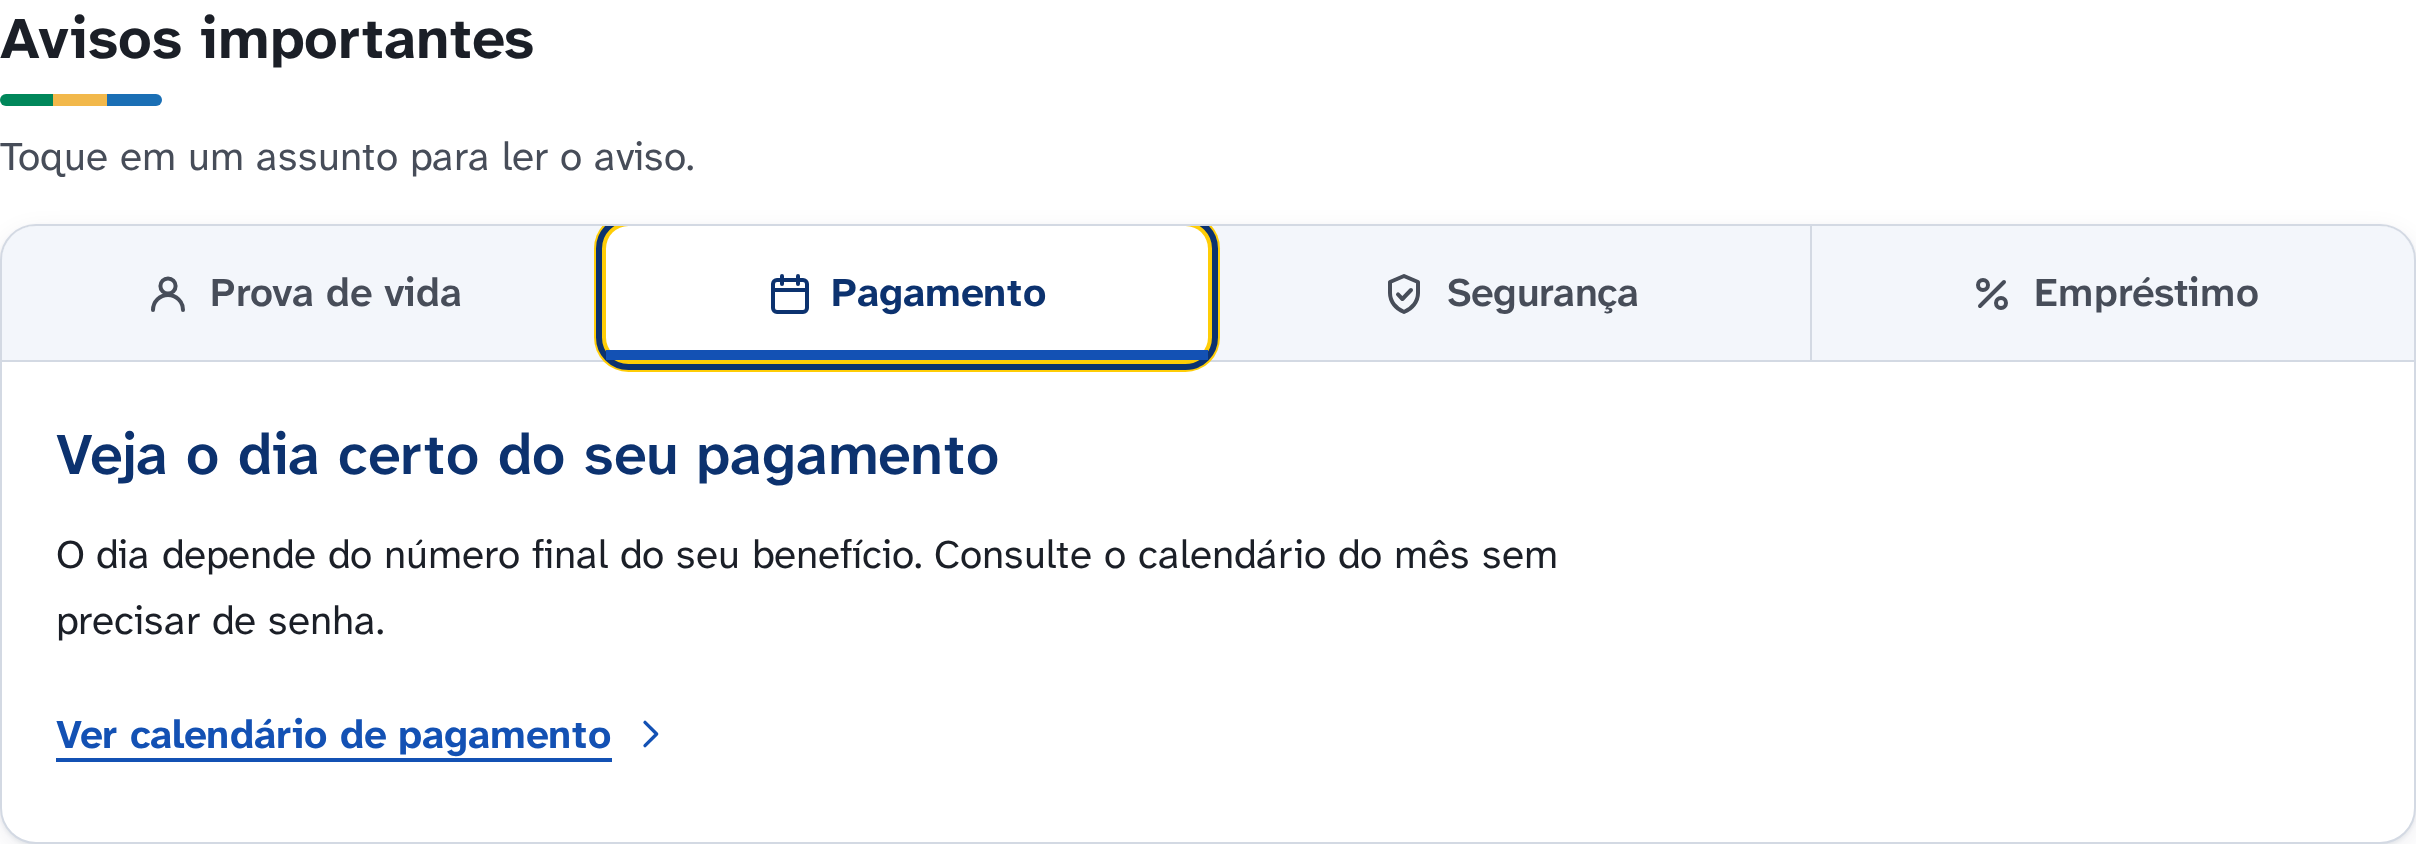 Avisos importantes
Toque em um assunto para ler o aviso.
Prova de vida
Pagamento
Segurança
Empréstimo
Veja o dia certo do seu pagamento
O dia depende do número final do seu benefício. Consulte o calendário do mês sem
precisar de senha.
Ver calendário de pagamento